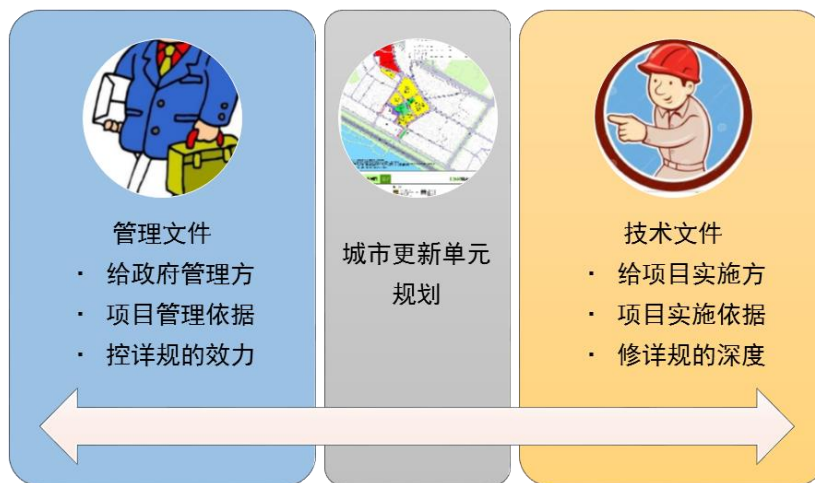 管理文件
· 给政府管理方
· 项目管理依据
· 控详规的效力
城市更新单元
规划
技术文件
· 给项目实施方
· 项目实施依据
· 修详规的深度